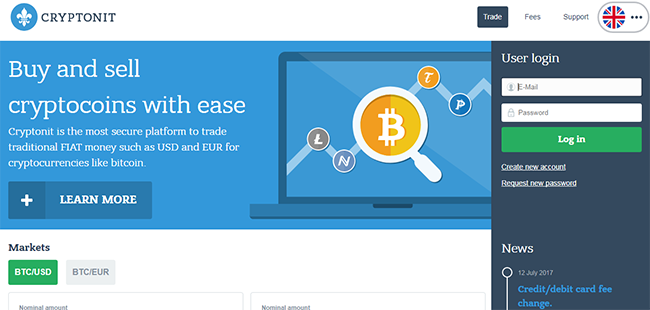 CRYPTONIT
Trade
Fees
Support
Buy and sell
cryptocoins with ease
Cryptonit is the most secure platform to trade
traditional FIAT money such as USD and EUR for
cryptocurrencies like bitcoin.
+ LEARN MORE
User login
E-Mail
Password
Log in
Create new account
Request new password
Markets
BTC/USD
BTC/EUR
Nominal amount
Nominal amount
News
12 July 2017
Credit/debit card fee
change.